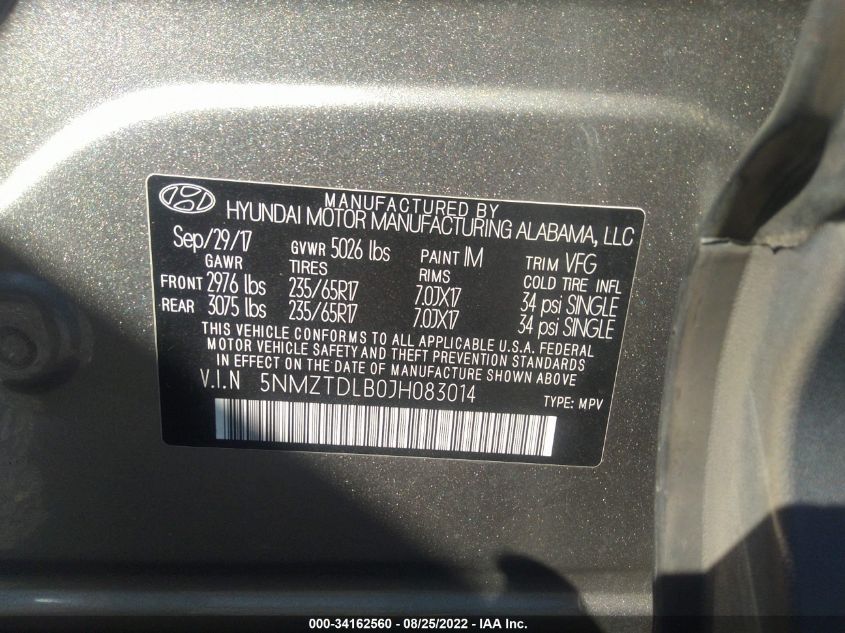 MANUFACTURED BY
HYUNDAI MOTOR MANUFACTURING ALABAMA, LLC
Sep/29/17 GVWR 5026 lbs PAINT IM TRIM VFG
GAWR TIRES RIMS COLD TIRE INFL
FRONT 2976 lbs 235/65R17 7.0JX17 34 psi SINGLE
REAR 3075 lbs 235/65R17 7.0JX17 34 psi SINGLE
THIS VEHICLE CONFORMS TO ALL APPLICABLE U.S.A. FEDERAL
MOTOR VEHICLE SAFETY AND THEFT PREVENTION STANDARDS
IN EFFECT ON THE DATE OF MANUFACTURE SHOWN ABOVE.
V.I.N 5NMZTDLB0JH083014 TYPE: MPV
000-34162560 - 08/25/2022 - IAA Inc.